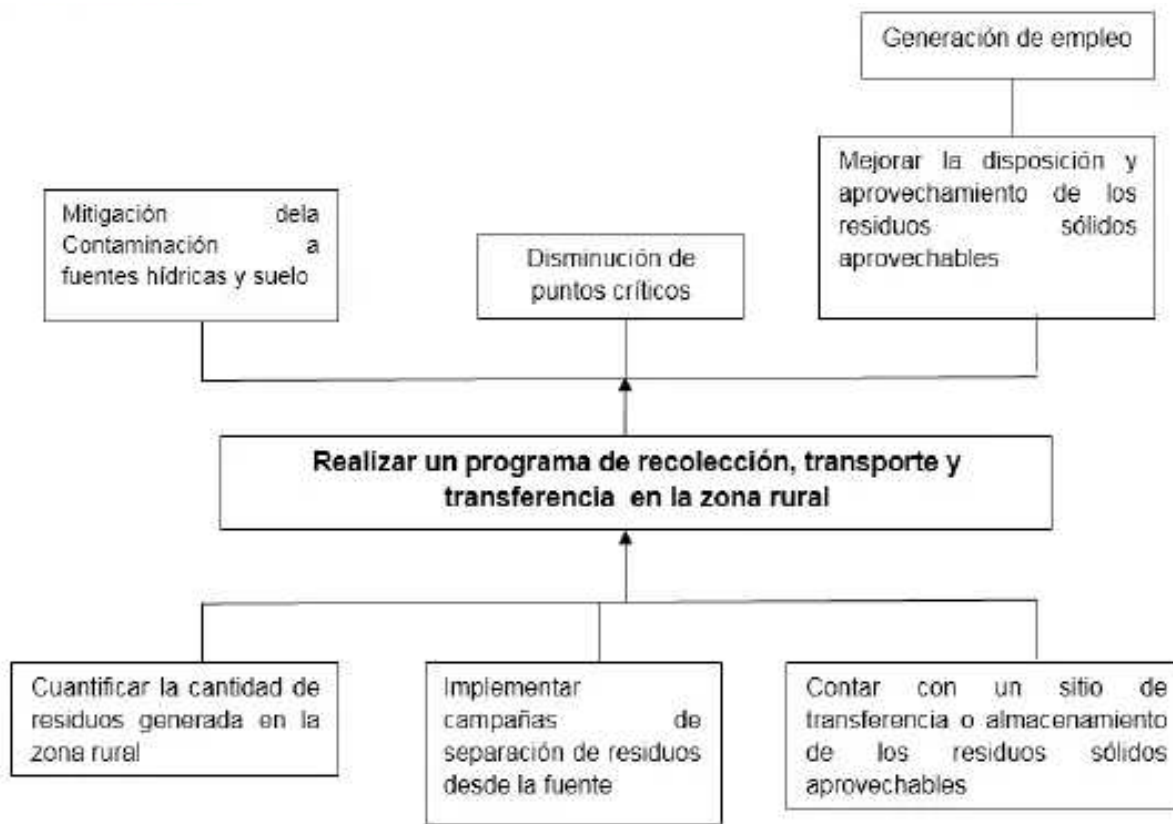 Generación de empleo
Mejorar la disposición y
aprovechamiento de los
residuos sólidos
aprovechables
Mitigación dela
Contaminación a
fuentes hídricas y suelo
Disminución de
puntos críticos
Realizar un programa de recolección, transporte y
transferencia en la zona rural
Cuantificar la cantidad de
residuos generada en la
zona rural
Implementar
campañas de
separación de residuos
desde la fuente
Contar con un sitio de
transferencia o almacenamiento
de los residuos sólidos
aprovechables